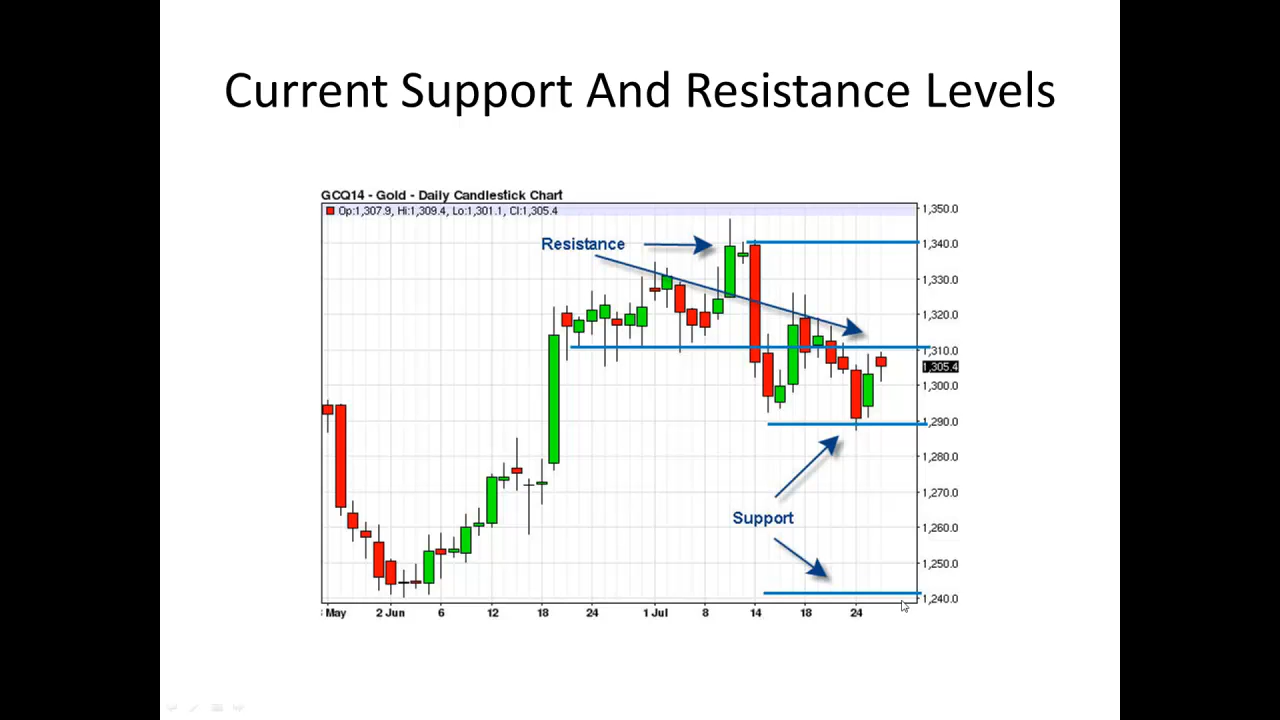 Current Support And Resistance Levels
GCQ14 - Gold - Daily Candlestick Chart
Op:1,307.9, Hi:1,309.4, Lo:1,301.1, Cl:1,305.4
1,350.0
Resistance
1,340.0
1,330.0
1,320.0
1,310.0
1,305.4
1,300.0
1,290.0
1,280.0
1,270.0
Support
1,260.0
1,250.0
1,240.0
May 2 Jun 6 12 18 24 1 Jul 8 14 18 24